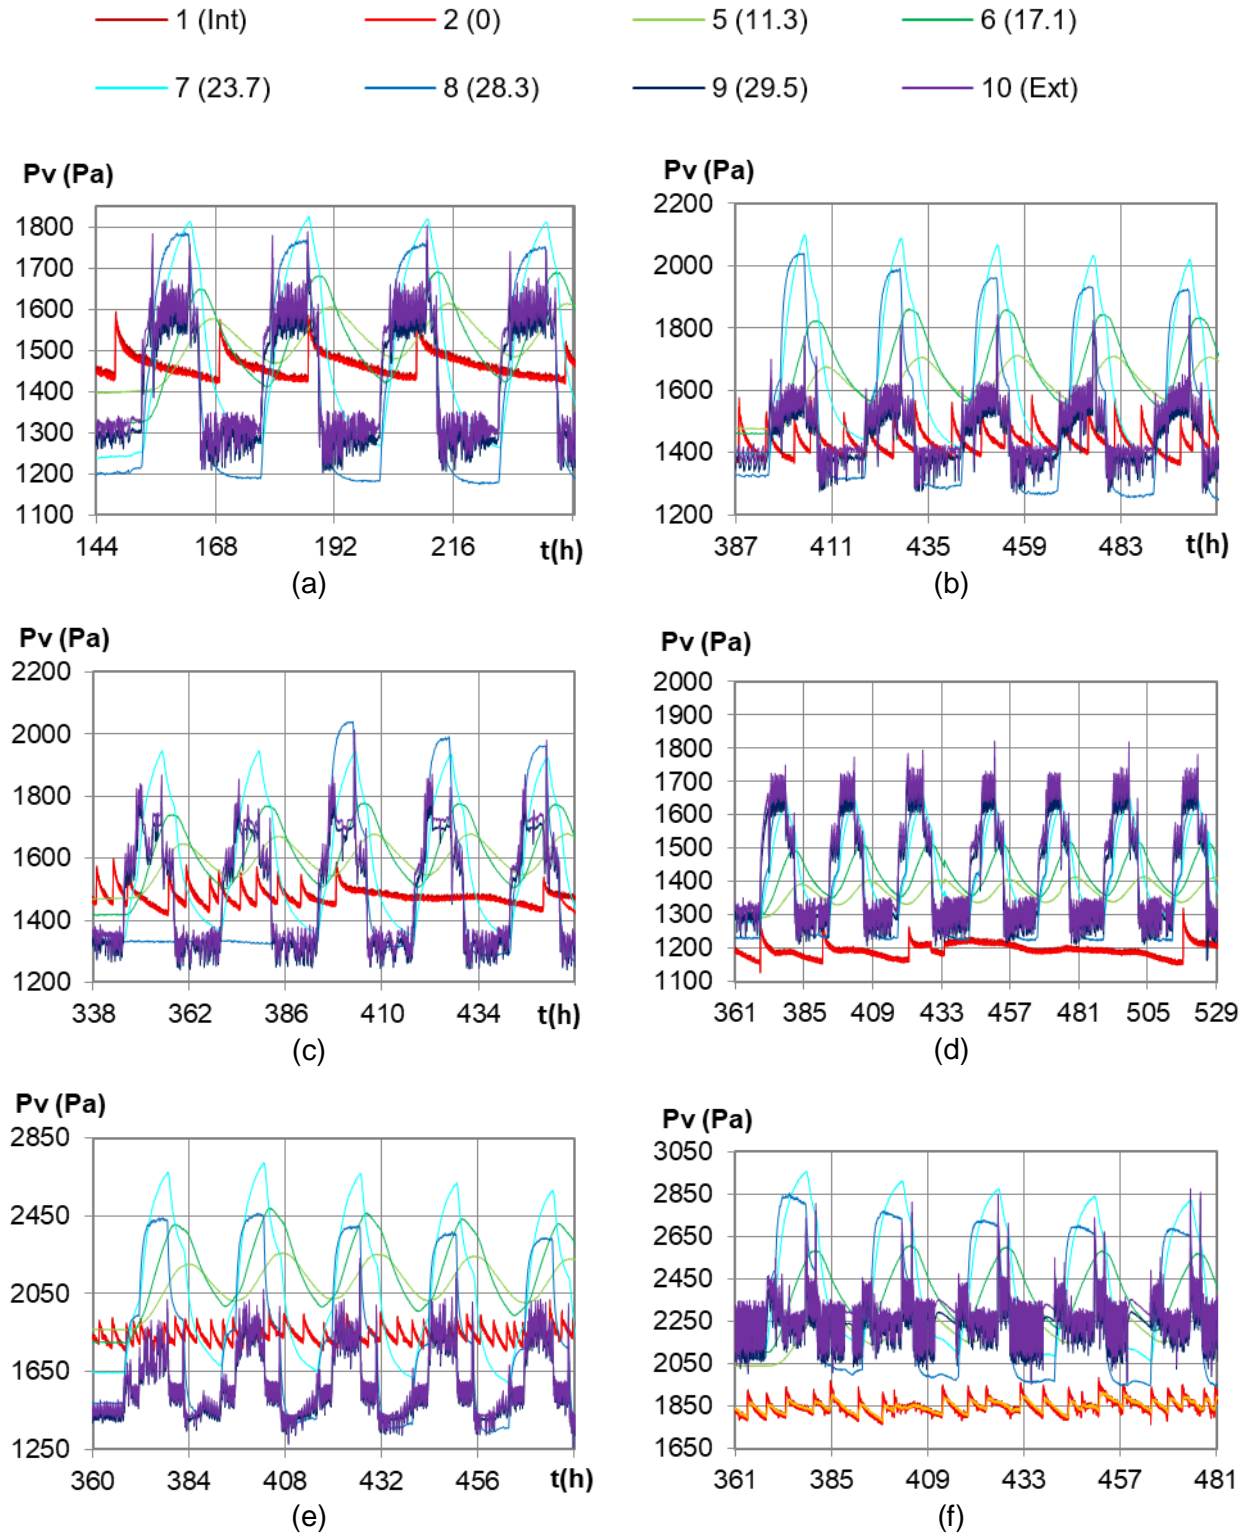 1 (Int) 2 (0) 5 (11.3) 6 (17.1)
7 (23.7) 8 (28.3) 9 (29.5) 10 (Ext)
Pv (Pa)
1800
1700
1600
1500
1400
1300
1200
1100
144 168 192 216 t(h)
(a)
Pv (Pa)
2200
2000
1800
1600
1400
1200
387 411 435 459 483 t(h)
(b)
Pv (Pa)
2200
2000
1800
1600
1400
1200
338 362 386 410 434 t(h)
(c)
Pv (Pa)
2000
1900
1800
1700
1600
1500
1400
1300
1200
1100
361 385 409 433 457 481 505 529
(d)
Pv (Pa)
2850
2450
2050
1650
1250
360 384 408 432 456 t(h)
(e)
Pv (Pa)
3050
2850
2650
2450
2250
2050
1850
1650
361 385 409 433 457 481
(f)